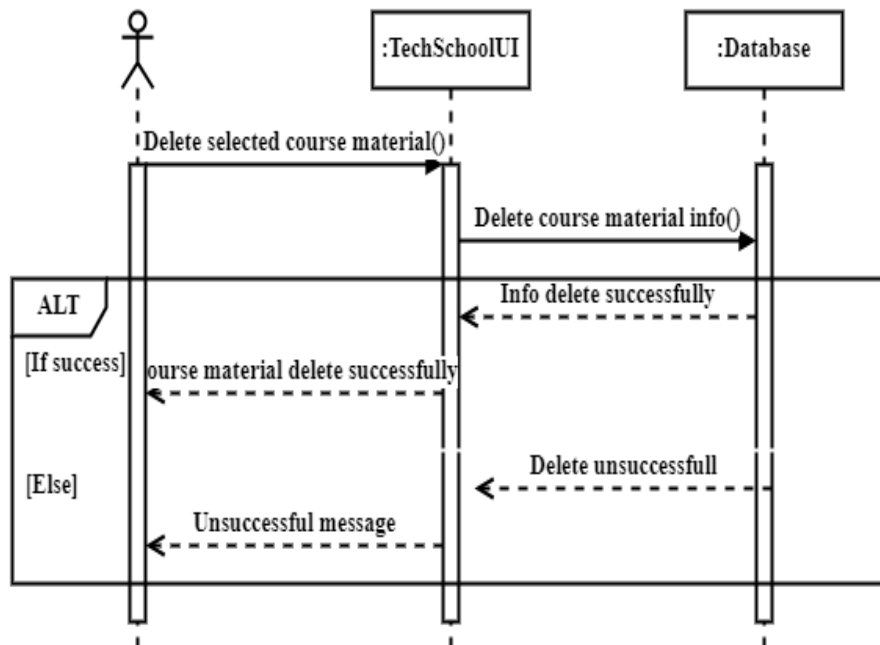 :TechSchoolUI
:Database
Delete selected course material()
Delete course material info()
ALT
Info delete successfully
[If success]
ourse material delete successfully
[Else]
Delete unsuccessfull
Unsuccessful message